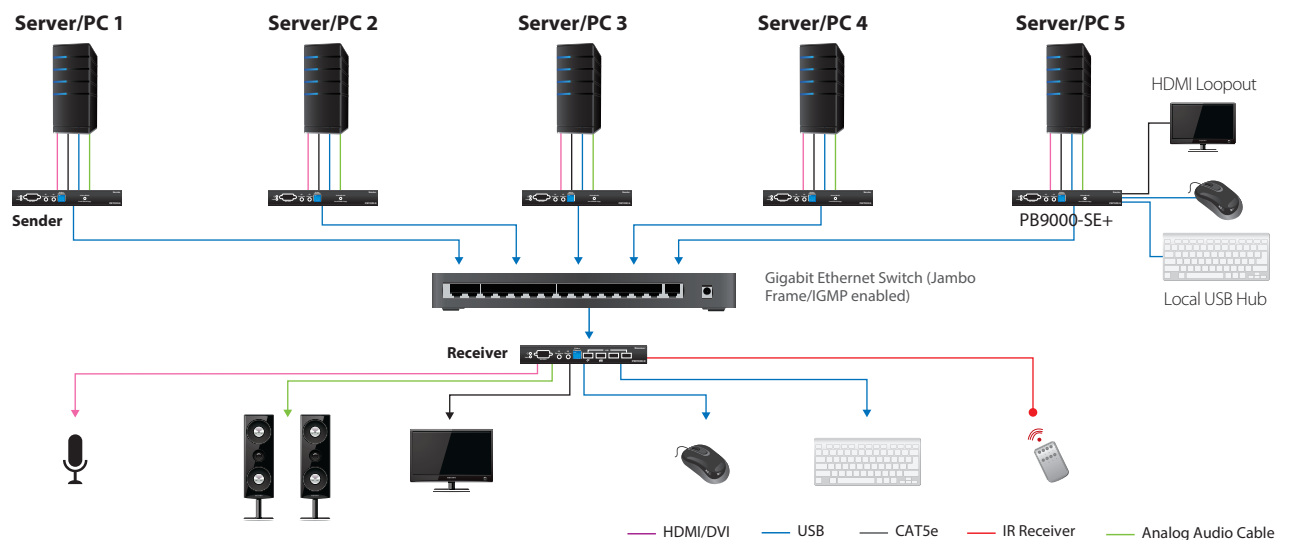 Server/PC 1
Server/PC 2
Server/PC 3
Server/PC 4
Server/PC 5
HDMI Loopout
Sender
PB9000-SE+
Gigabit Ethernet Switch (Jambo
Frame/IGMP enabled)
Local USB Hub
Receiver
HDMI/DVI
USB
CAT5e
IR Receiver
Analog Audio Cable